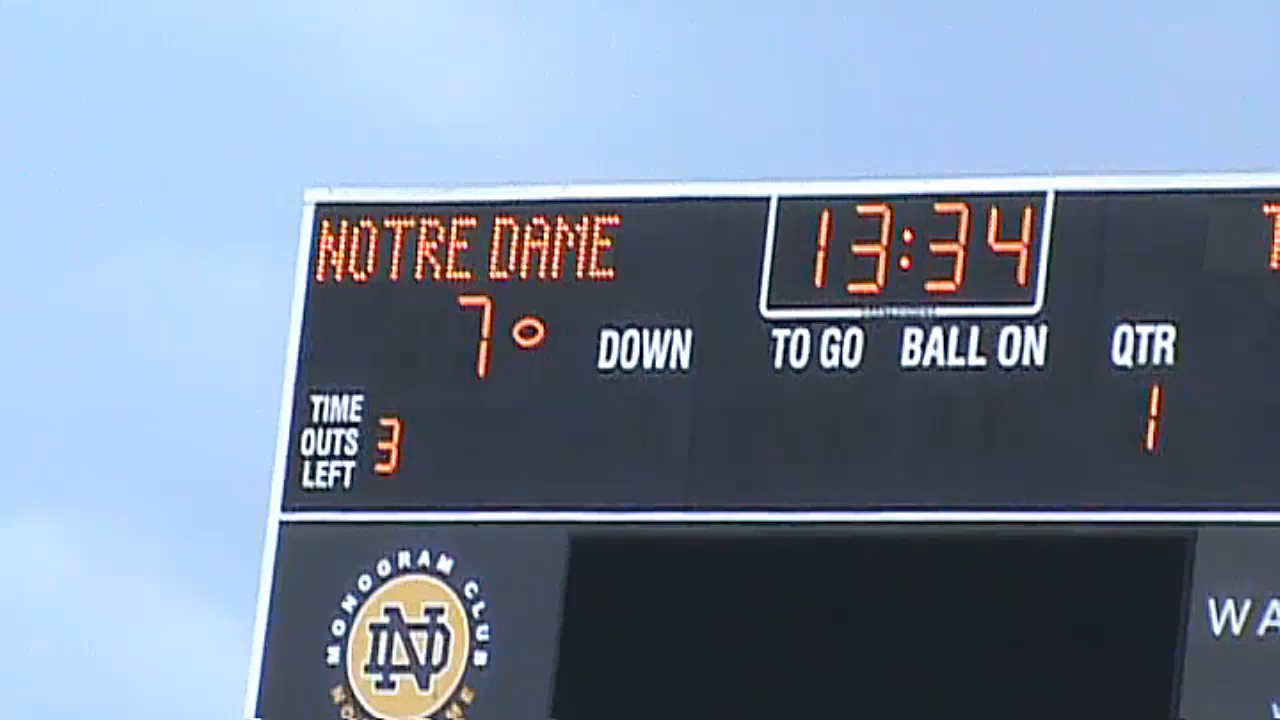 NOTRE DAME
13:34
7
DOWN
TO GO
BALL ON
QTR
1
TIME
OUTS
LEFT
3
MONOGRAM CLUB
ND
WA